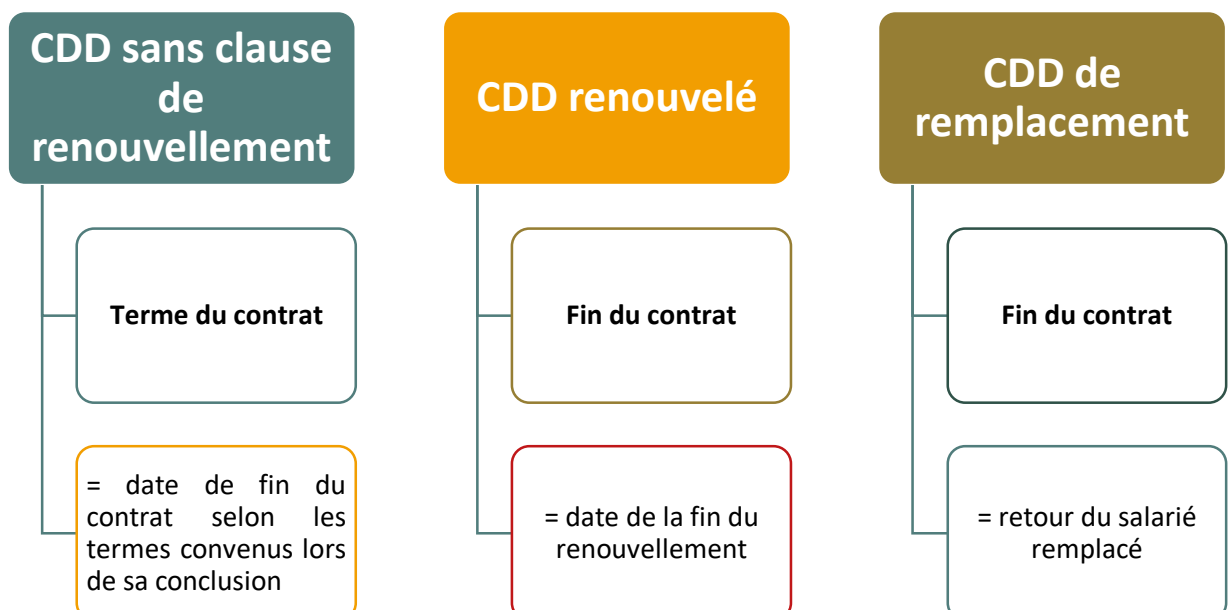 CDD sans clause
de
renouvellement
Terme du contrat
= date de fin du
contrat selon les
termes convenus lors
de sa conclusion
CDD renouvelé
Fin du contrat
= date de la fin du
renouvellement
CDD de
remplacement
Fin du contrat
= retour du salarié
remplacé